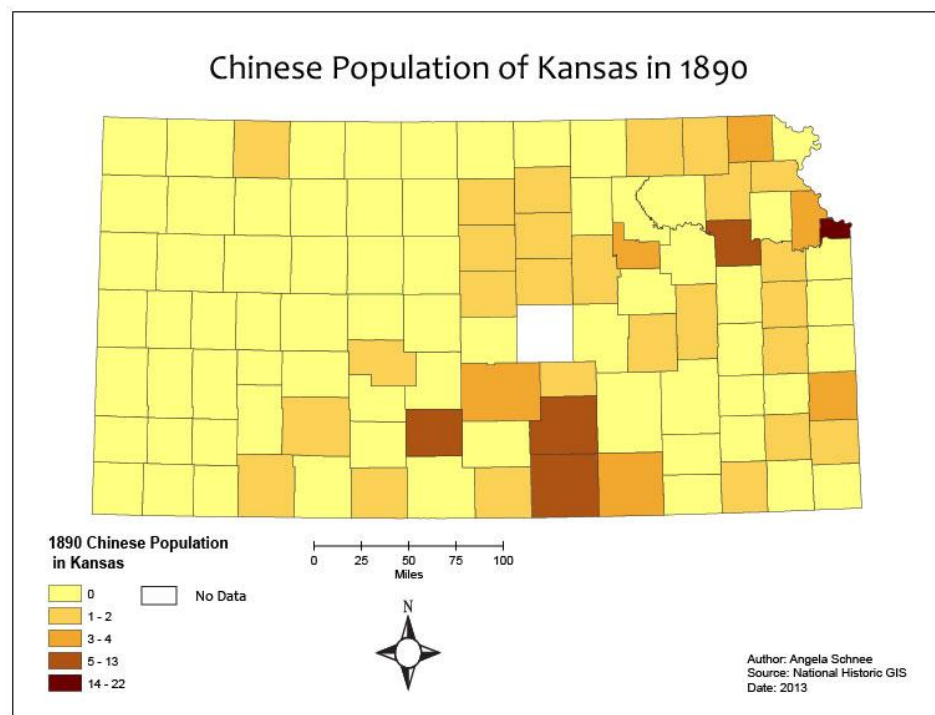 Chinese Population of Kansas in 1890
1890 Chinese Population
in Kansas
0
1 - 2
3 - 4
5 - 13
14 - 22
No Data
0 25 50 75 100
Miles
N
Author: Angela Schnee
Source: National Historic GIS
Date: 2013